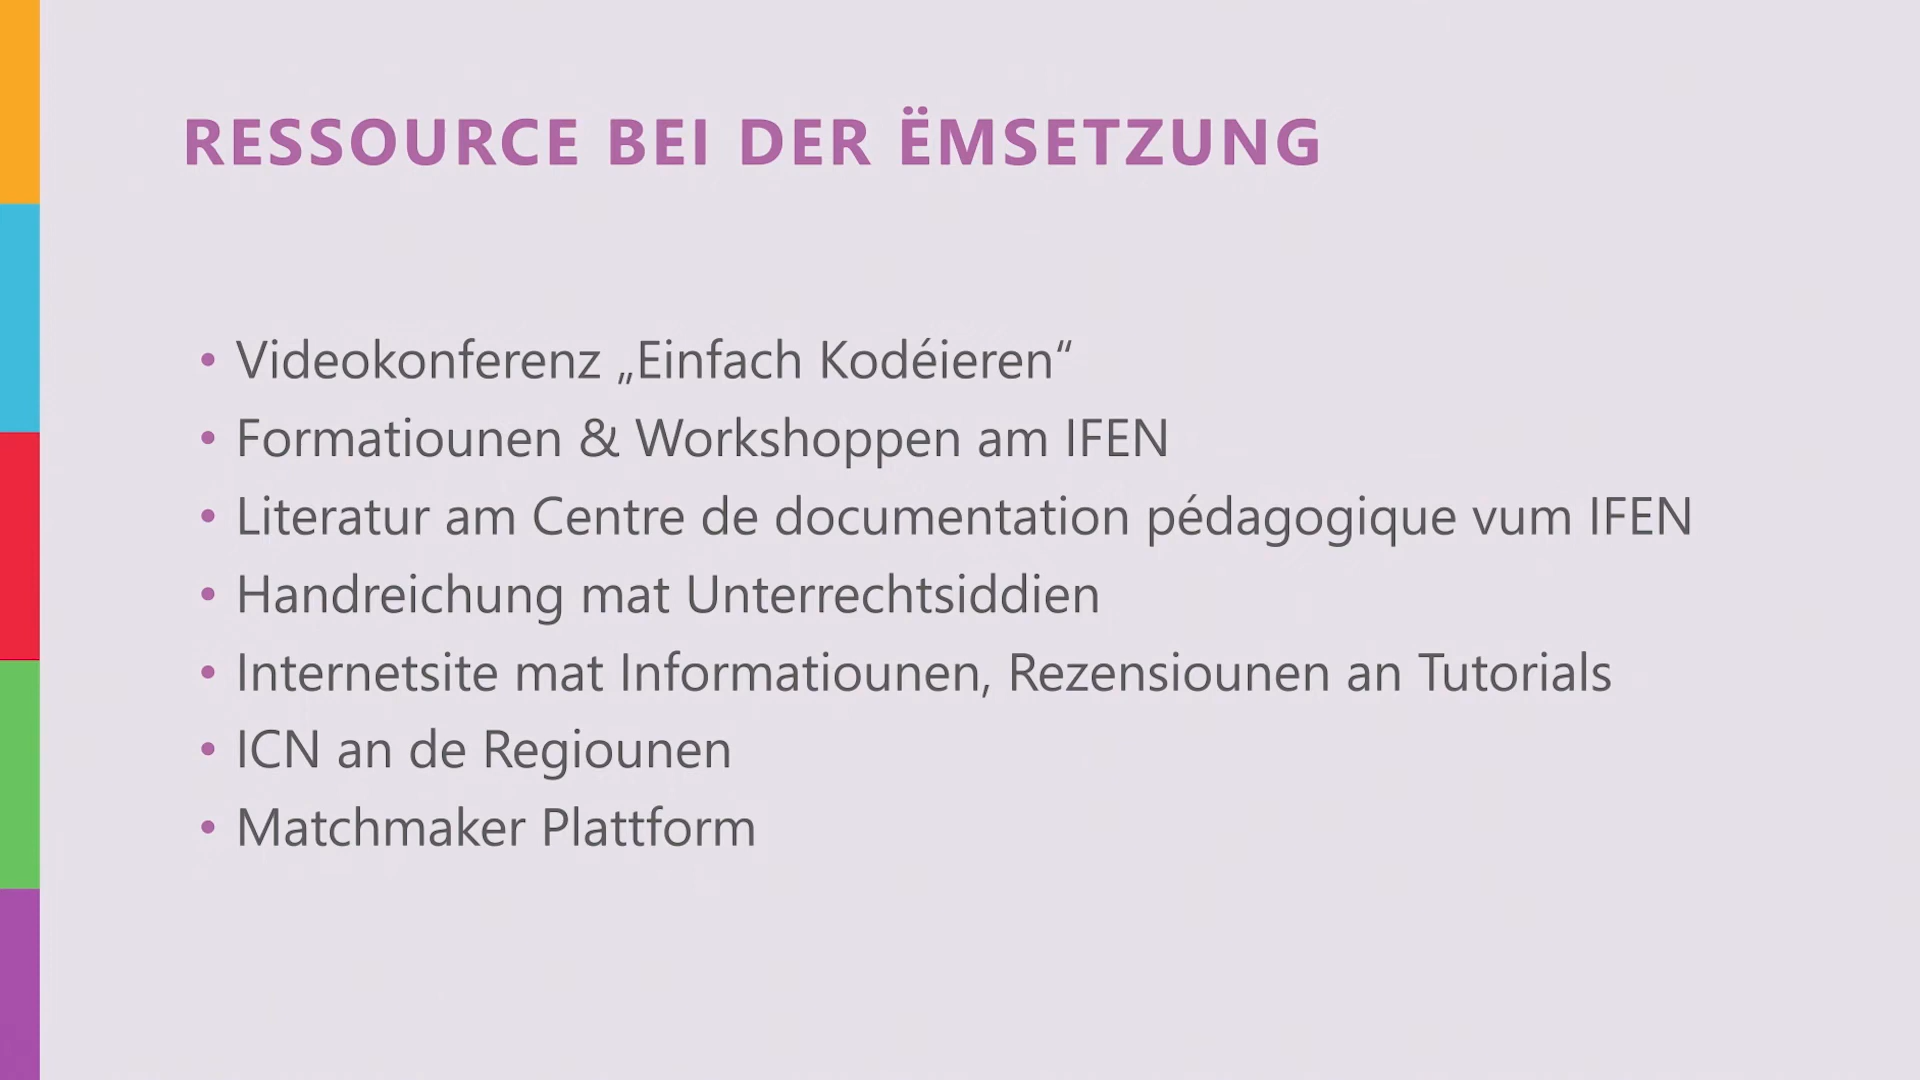 RESSOURCE BEI DER ËMSETZUNG
• Videokonferenz „Einfach Kodéieren“
• Formatiounen & Workshoppen am IFEN
• Literatur am Centre de documentation pédagogique vum IFEN
• Handreichung mat Unterrechtsiddien
• Internetsite mat Informatiounen, Rezensiounen an Tutorials
• ICN an de Regiounen
• Matchmaker Plattform